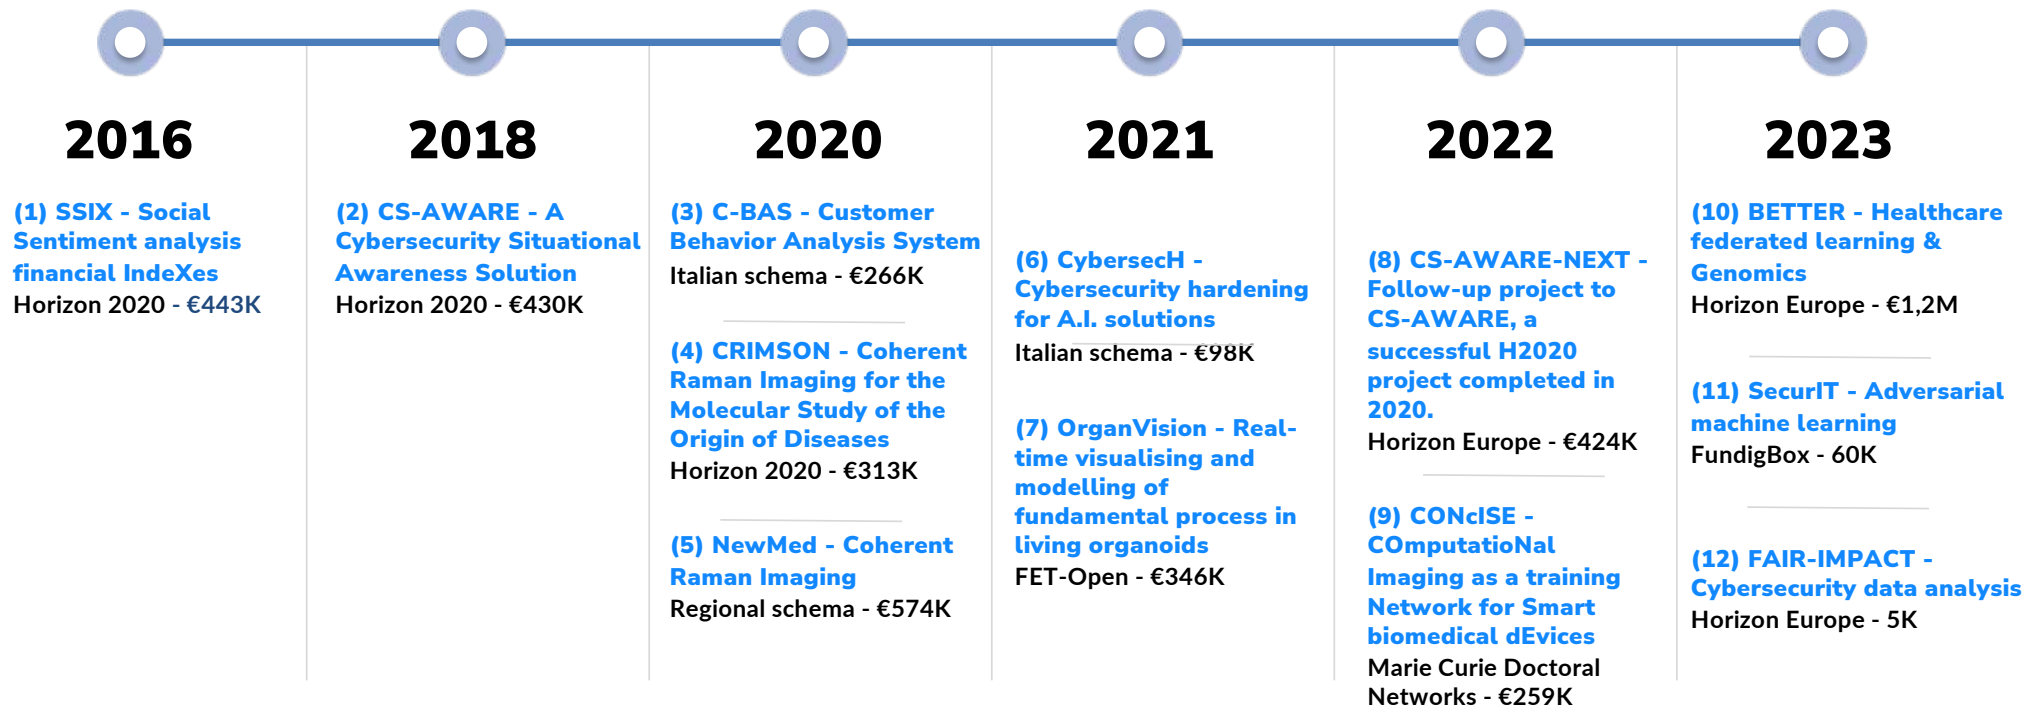 2016
(1) SSIX - Social
Sentiment analysis
financial IndeXes
Horizon 2020 - €443K
2018
(2) CS-AWARE - A
Cybersecurity Situational
Awareness Solution
Horizon 2020 - €430K
2020
(3) C-BAS - Customer
Behavior Analysis System
Italian schema - €266K
(4) CRIMSON - Coherent
Raman Imaging for the
Molecular Study of the
Origin of Diseases
Horizon 2020 - €313K
(5) NewMed - Coherent
Raman Imaging
Regional schema - €574K
2021
(6) CybersecH -
Cybersecurity hardening
for A.I. solutions
Italian schema - €98K
(7) OrganVision - Real-
time visualising and
modelling of
fundamental process in
living organoids
FET-Open - €346K
2022
(8) CS-AWARE-NEXT -
Follow-up project to
CS-AWARE, a
successful H2020
project completed in
2020.
Horizon Europe - €424K
(9) CONcISE -
COmputatioNal
Imaging as a training
Network for Smart
biomedical dEvices
Marie Curie Doctoral
Networks - €259K
2023
(10) BETTER - Healthcare
federated learning &
Genomics
Horizon Europe - €1,2M
(11) SecurIT - Adversarial
machine learning
FundigBox - 60K
(12) FAIR-IMPACT -
Cybersecurity data analysis
Horizon Europe - 5K